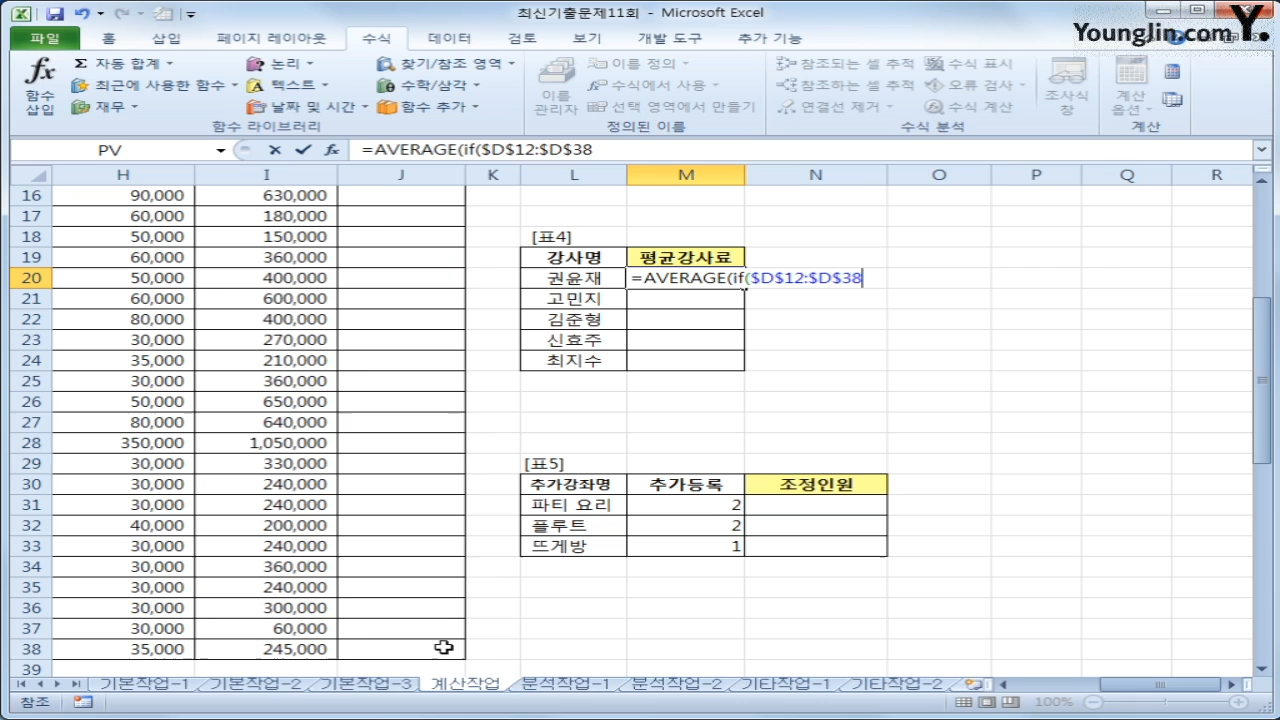 최신기출문제11회 - Microsoft Excel
Younglin.com Y.
파일 홈 삽입 페이지 레이아웃 수식 데이터 검토 보기 개발 도구 추가 기능
fx 함수 삽입
Σ 자동 합계
최근에 사용한 함수
재무
논리
텍스트
날짜 및 시간
찾기/참조 영역
수학/삼각
함수 추가
함수 라이브러리
이름 관리자
이름 정의
수식에서 사용
선택 영역에서 만들기
정의된 이름
참조되는 셀 추적
참조하는 셀 추적
연결선 제거
수식 표시
오류 검사
수식 계산
수식 분석
조사식 창
계산 옵션
계산
PV fx =AVERAGE(if($D$12:$D$38
H I J K L M N O P Q R
16 90,000 630,000
17 60,000 180,000
18 50,000 150,000 [표4]
19 60,000 360,000 강사명 평균강사료
20 50,000 400,000 권윤재 =AVERAGE(if($D$12:$D$38
21 60,000 600,000 고민지
22 80,000 400,000 김준형
23 30,000 270,000 신효주
24 35,000 210,000 최지수
25 30,000 360,000
26 50,000 650,000
27 80,000 640,000
28 350,000 1,050,000
29 30,000 330,000 [표5]
30 30,000 240,000 추가강좌명 추가등록 조정인원
31 30,000 240,000 파티 요리 2
32 40,000 200,000 플루트 2
33 30,000 240,000 뜨게방 1
34 30,000 360,000
35 30,000 240,000
36 30,000 300,000
37 30,000 60,000
38 35,000 245,000
39
기본작업-1 기본작업-2 기본작업-3 계산작업 분석작업-1 분석작업-2 기타작업-1 기타작업-2
참조 100%